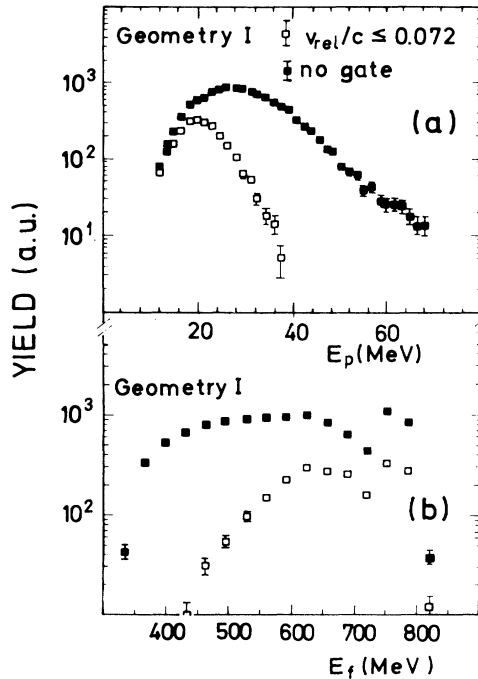 Geometry I
v_rel/c ≤ 0.072
no gate
(a)
10³
10²
10¹
20 40 60
E_p (MeV)
YIELD (a.u.)
Geometry I
(b)
10³
10²
400 500 600 700 800
E_f (MeV)